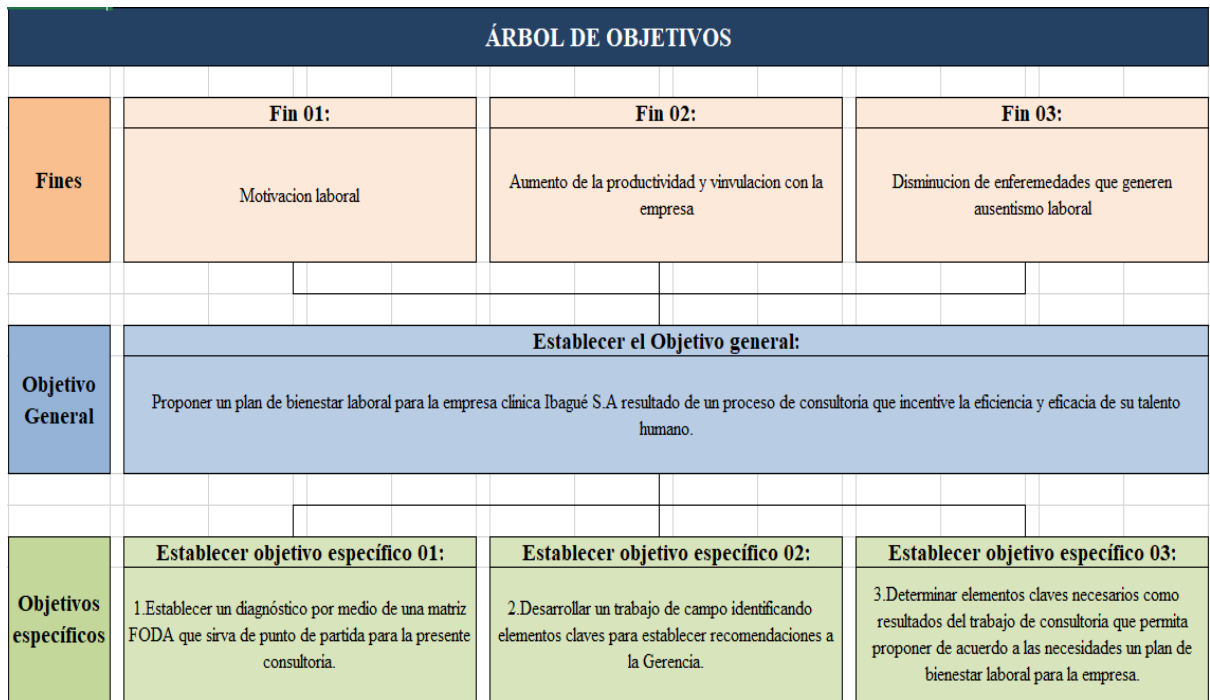 ÁRBOL DE OBJETIVOS
Fines
Fin 01:
Motivacion laboral
Fin 02:
Aumento de la productividad y vinvulacion con la
empresa
Fin 03:
Disminucion de enferemedades que generen
ausentismo laboral
Objetivo
General
Establecer el Objetivo general:
Proponer un plan de bienestar laboral para la empresa clínica Ibagué S.A resultado de un proceso de consultoría que incentive la eficiencia y eficacia de su talento
humano.
Objetivos
específicos
Establecer objetivo específico 01:
1.Establecer un diagnóstico por medio de una matriz
FODA que sirva de punto de partida para la presente
consultoría.
Establecer objetivo específico 02:
2.Desarrollar un trabajo de campo identificando
elementos claves para establecer recomendaciones a
la Gerencia.
Establecer objetivo específico 03:
3.Determinar elementos claves necesarios como
resultados del trabajo de consultoría que permita
proponer de acuerdo a las necesidades un plan de
bienestar laboral para la empresa.